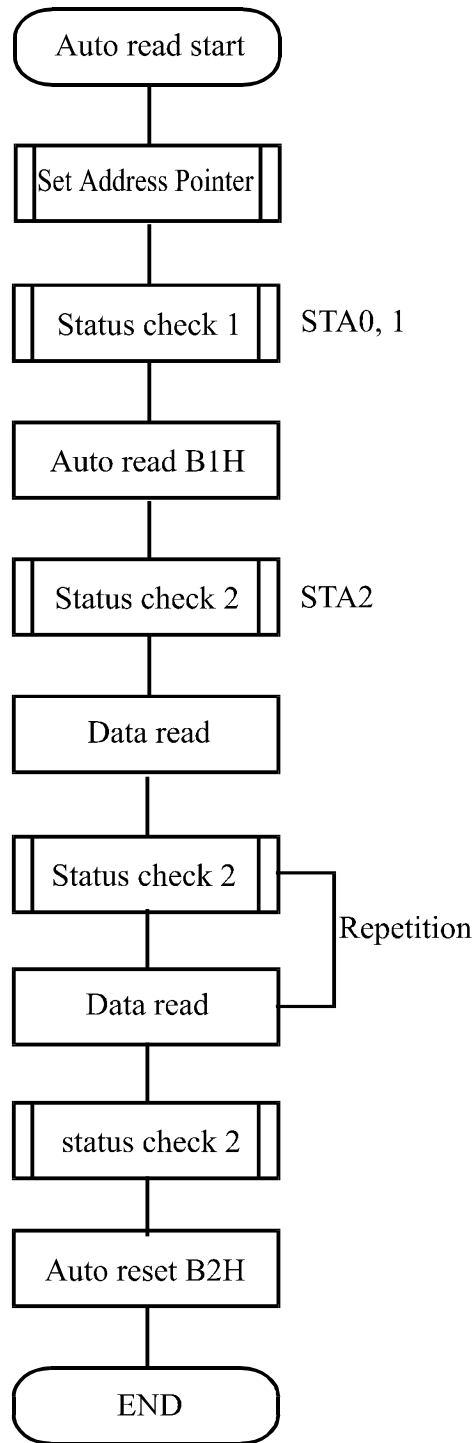 Auto read start
Set Address Pointer
Status check 1
STA0, 1
Auto read B1H
Status check 2
STA2
Data read
Status check 2
Repetition
Data read
status check 2
Auto reset B2H
END